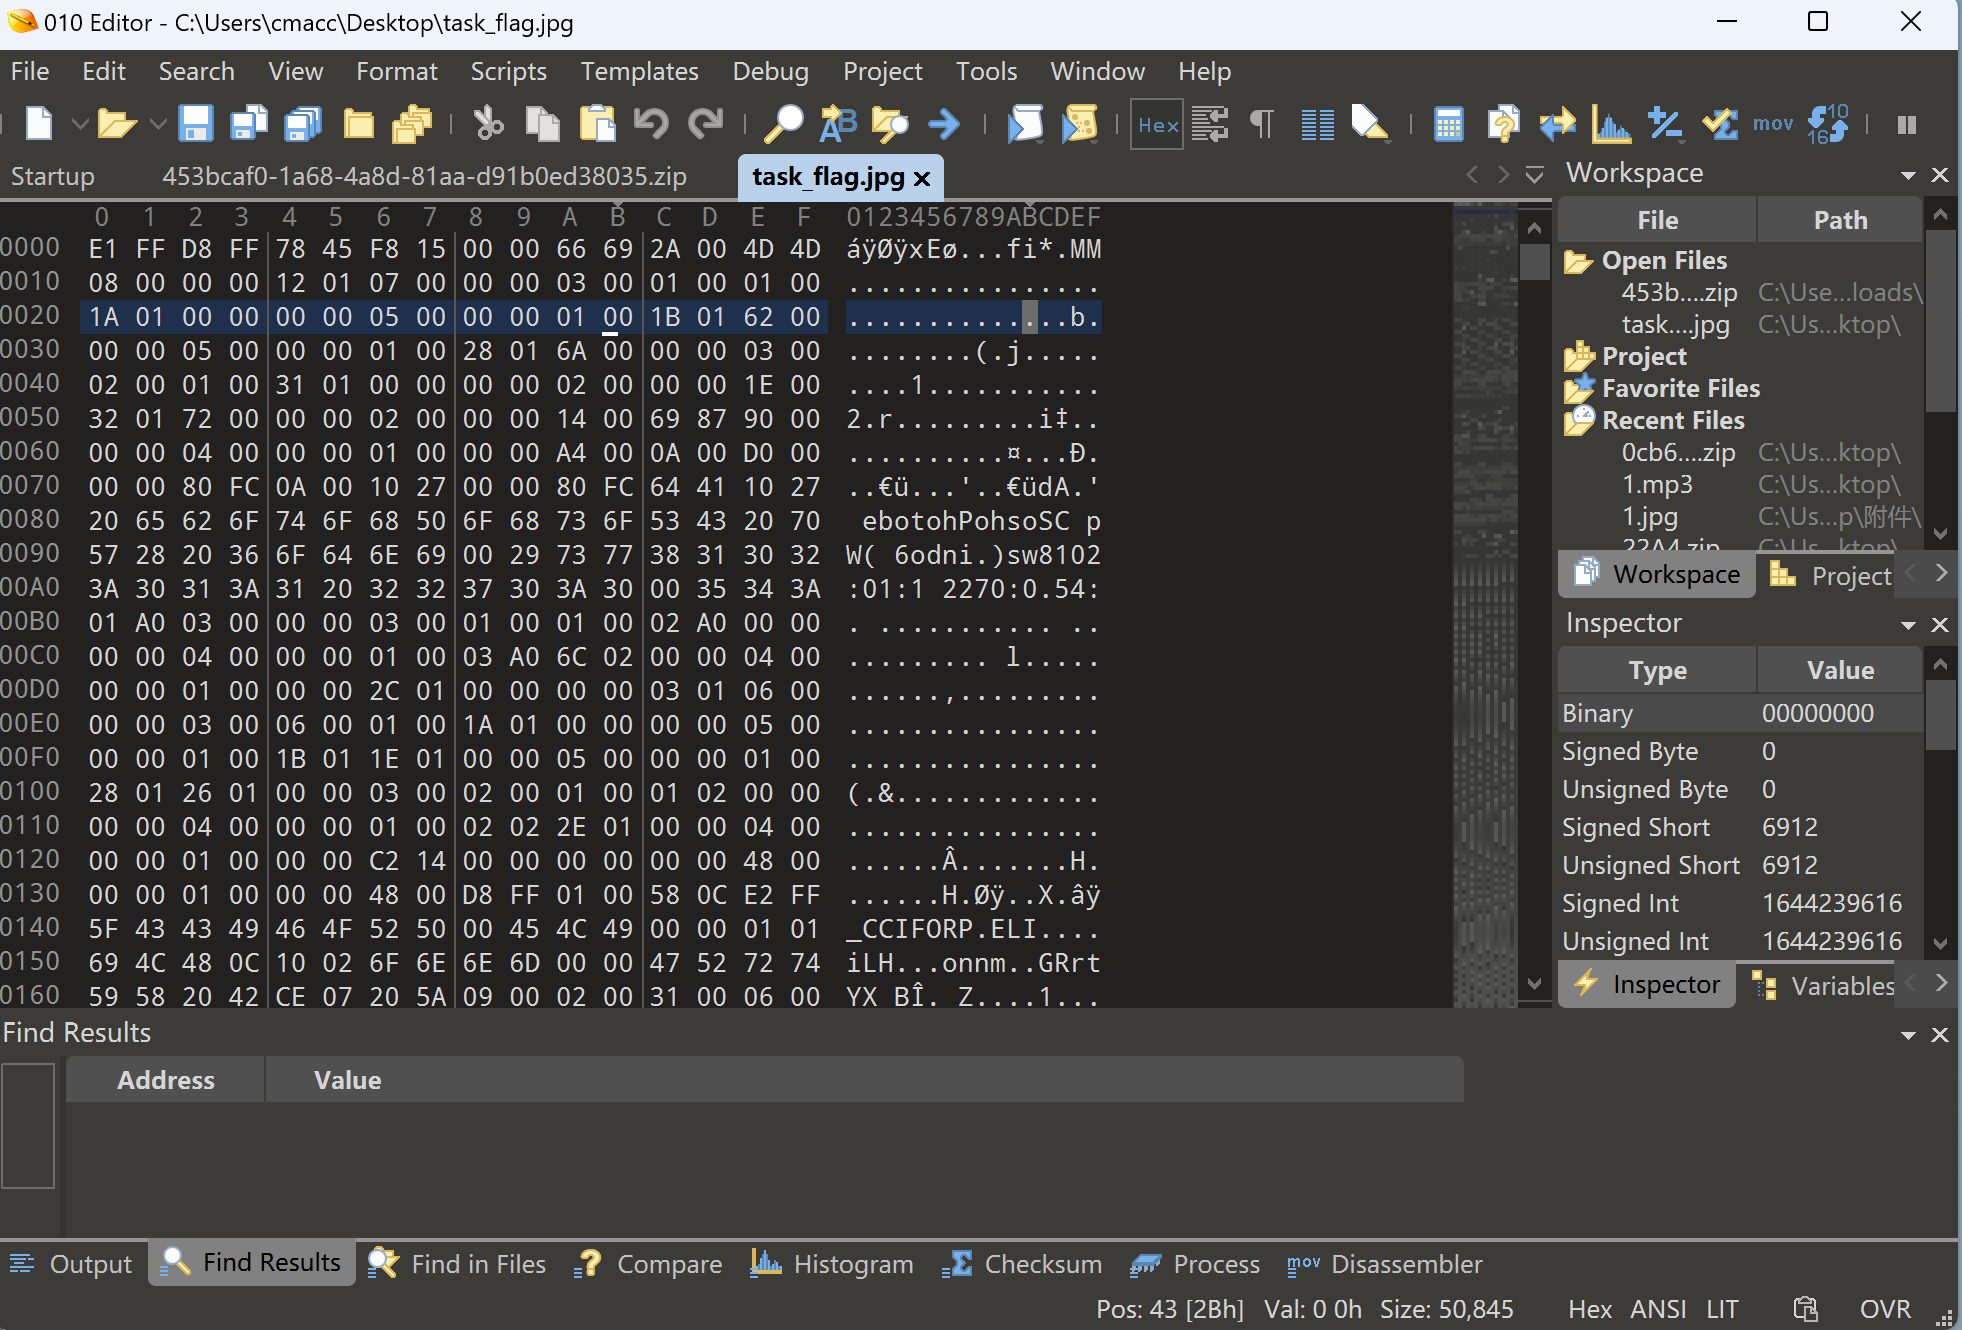 010 Editor - C:\Users\cmacc\Desktop\task_flag.jpg
File Edit Search View Format Scripts Templates Debug Project Tools Window Help
Hex mov
Startup 453bcaf0-1a68-4a8d-81aa-d91b0ed38035.zip task_flag.jpg
0 1 2 3 4 5 6 7 8 9 A B C D E F 0123456789ABCDEF
0000 E1 FF D8 FF 78 45 F8 15 00 00 66 69 2A 00 4D 4D áÿØÿxEø...fi*.MM
0010 08 00 00 00 12 01 07 00 00 00 03 00 01 00 01 00 ................
0020 1A 01 00 00 00 00 05 00 00 00 01 00 1B 01 62 00 ..............b.
0030 00 00 05 00 00 00 01 00 28 01 6A 00 00 00 03 00 ........(.j.....
0040 02 00 01 00 31 01 00 00 00 00 02 00 00 00 1E 00 ....1...........
0050 32 01 72 00 00 00 02 00 00 00 14 00 69 87 90 00 2.r.........i‡..
0060 00 00 04 00 00 00 01 00 00 00 A4 00 0A 00 D0 00 ..........¤...Ð.
0070 00 00 80 FC 0A 00 10 27 00 00 80 FC 64 41 10 27 ..€ü...'..€üdA.'
0080 20 65 62 6F 74 6F 68 50 6F 68 73 6F 53 43 20 70 ebotohPohsoSC p
0090 57 28 20 36 6F 64 6E 69 00 29 73 77 38 31 30 32 W( 6odni.)sw8102
00A0 3A 30 31 3A 31 20 32 32 37 30 3A 30 00 35 34 3A :01:1 2270:0.54:
00B0 01 A0 03 00 00 00 03 00 01 00 01 00 02 A0 00 00 . ........... ..
00C0 00 00 04 00 00 00 01 00 03 A0 6C 02 00 00 04 00 ......... l.....
00D0 00 00 01 00 00 00 2C 01 00 00 00 00 03 01 06 00 ......,.........
00E0 00 00 03 00 06 00 01 00 1A 01 00 00 00 00 05 00 ................
00F0 00 00 01 00 1B 01 1E 01 00 00 05 00 00 00 01 00 ................
0100 28 01 26 01 00 00 03 00 02 00 01 00 01 02 00 00 (.&.............
0110 00 00 04 00 00 00 01 00 02 02 2E 01 00 00 04 00 ................
0120 00 00 01 00 00 00 C2 14 00 00 00 00 00 00 48 00 ......Â.......H.
0130 00 00 01 00 00 00 48 00 D8 FF 01 00 58 0C E2 FF ......H.Øÿ..X.âÿ
0140 5F 43 43 49 46 4F 52 50 00 45 4C 49 00 00 01 01 _CCIFORP.ELI....
0150 69 4C 48 0C 10 02 6F 6E 6E 6D 00 00 47 52 72 74 iLH...onnm..GRrt
0160 59 58 20 42 CE 07 20 5A 09 00 02 00 31 00 06 00 YX BÎ. Z....1...
Workspace
File Path
Open Files
453b....zip C:\Use...loads\
task....jpg C:\Us...ktop\
Project
Favorite Files
Recent Files
0cb6....zip C:\Us...ktop\
1.mp3 C:\Us...ktop\
1.jpg C:\Us...p\附件\
22A4.zip C:\Us...ktop\
Workspace Project
Inspector
Type Value
Binary 00000000
Signed Byte 0
Unsigned Byte 0
Signed Short 6912
Unsigned Short 6912
Signed Int 1644239616
Unsigned Int 1644239616
Inspector Variables
Find Results
Address Value
Output Find Results Find in Files Compare Histogram Checksum Process mov Disassembler
Pos: 43 [2Bh] Val: 0 0h Size: 50,845 Hex ANSI LIT OVR